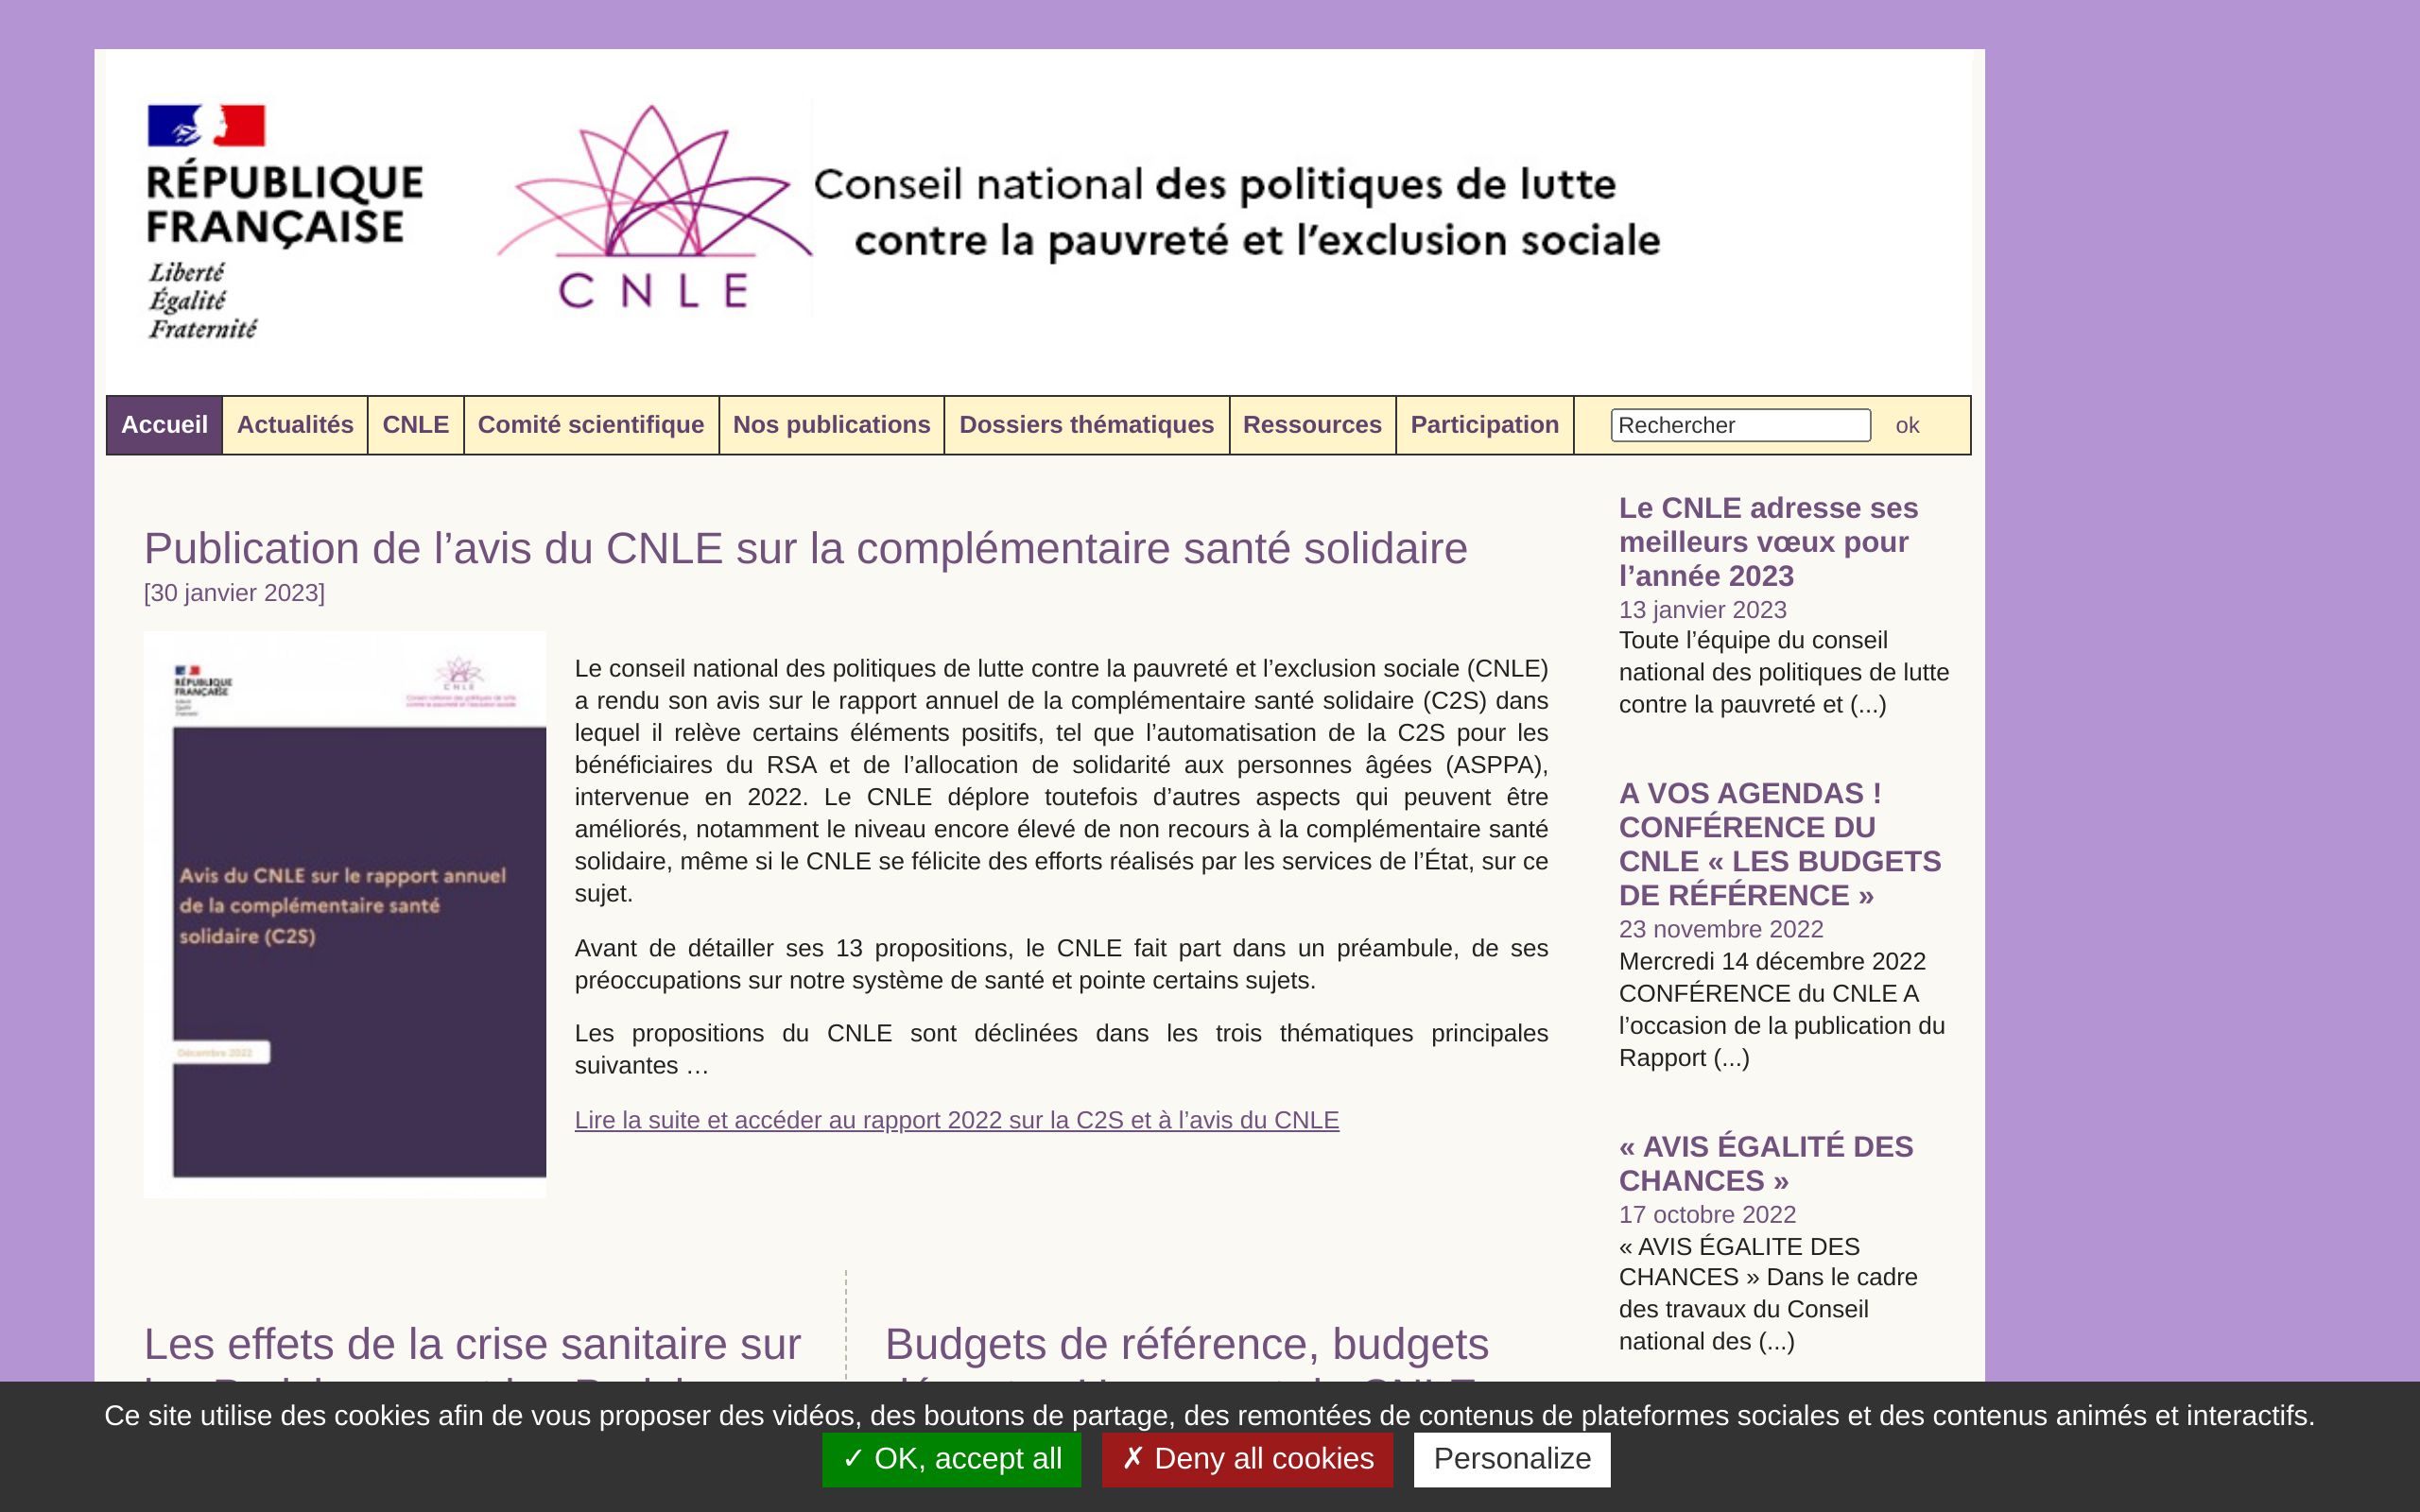 RÉPUBLIQUE
FRANÇAISE
Liberté
Égalité
Fraternité
CNLE
Conseil national des politiques de lutte
contre la pauvreté et l'exclusion sociale
Accueil Actualités CNLE Comité scientifique Nos publications Dossiers thématiques Ressources Participation Rechercher ok
Publication de l’avis du CNLE sur la complémentaire santé solidaire
[30 janvier 2023]
RÉPUBLIQUE
FRANÇAISE
CNLE
Avis du CNLE sur le rapport annuel
de la complémentaire santé
solidaire (C2S)
Décembre 2022
Le conseil national des politiques de lutte contre la pauvreté et l’exclusion sociale (CNLE)
a rendu son avis sur le rapport annuel de la complémentaire santé solidaire (C2S) dans
lequel il relève certains éléments positifs, tel que l’automatisation de la C2S pour les
bénéficiaires du RSA et de l’allocation de solidarité aux personnes âgées (ASPPA),
intervenue en 2022. Le CNLE déplore toutefois d’autres aspects qui peuvent être
améliorés, notamment le niveau encore élevé de non recours à la complémentaire santé
solidaire, même si le CNLE se félicite des efforts réalisés par les services de l’État, sur ce
sujet.
Avant de détailler ses 13 propositions, le CNLE fait part dans un préambule, de ses
préoccupations sur notre système de santé et pointe certains sujets.
Les propositions du CNLE sont déclinées dans les trois thématiques principales
suivantes …
Lire la suite et accéder au rapport 2022 sur la C2S et à l’avis du CNLE
Les effets de la crise sanitaire sur
Budgets de référence, budgets
Le CNLE adresse ses
meilleurs vœux pour
l’année 2023
13 janvier 2023
Toute l’équipe du conseil
national des politiques de lutte
contre la pauvreté et (...)
A VOS AGENDAS !
CONFÉRENCE DU
CNLE « LES BUDGETS
DE RÉFÉRENCE »
23 novembre 2022
Mercredi 14 décembre 2022
CONFÉRENCE du CNLE A
l’occasion de la publication du
Rapport (...)
« AVIS ÉGALITÉ DES
CHANCES »
17 octobre 2022
« AVIS ÉGALITE DES
CHANCES » Dans le cadre
des travaux du Conseil
national des (...)
Ce site utilise des cookies afin de vous proposer des vidéos, des boutons de partage, des remontées de contenus de plateformes sociales et des contenus animés et interactifs.
✓ OK, accept all ✗ Deny all cookies Personalize